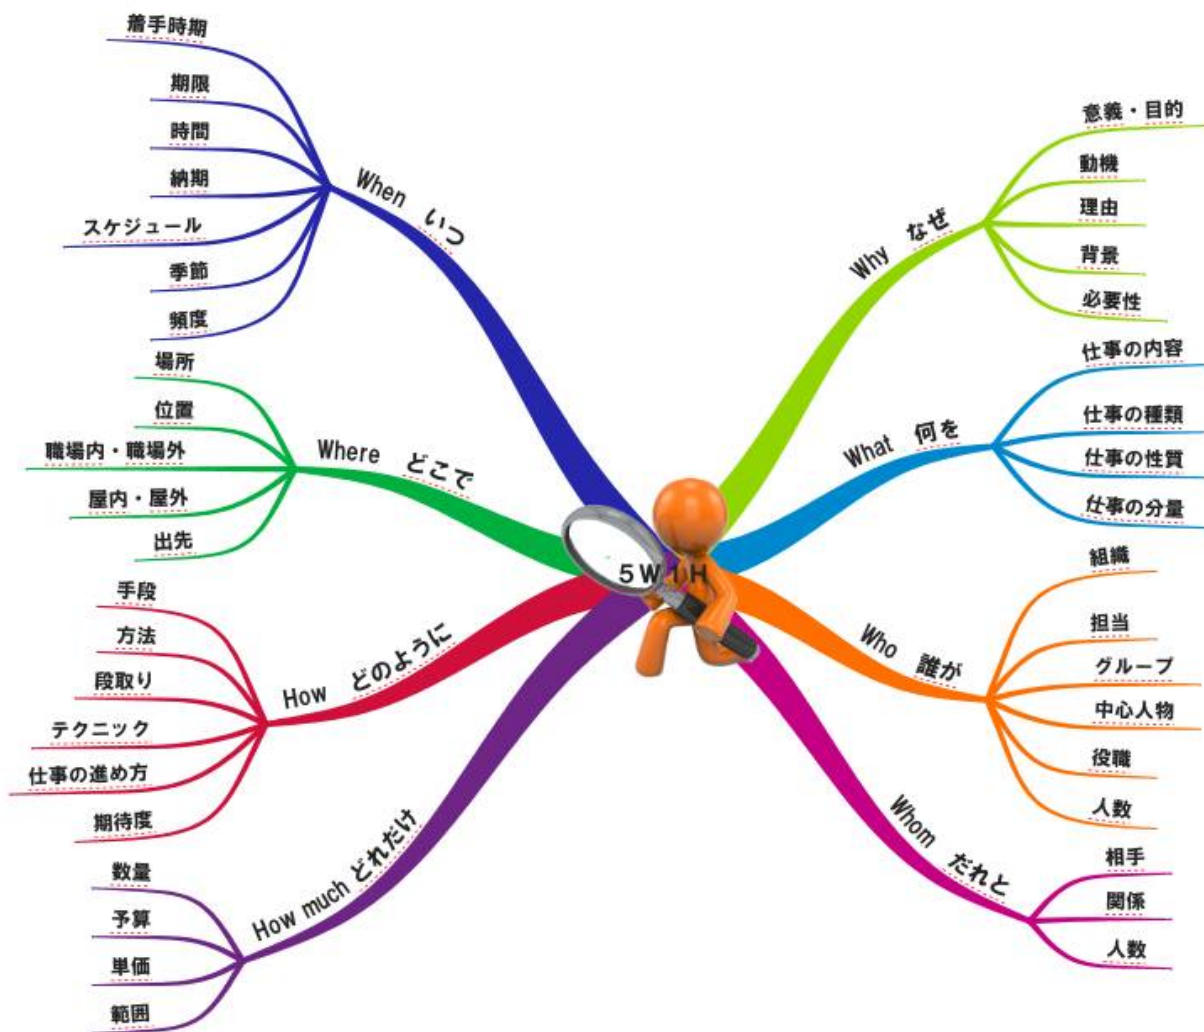 5W1H
Why なぜ
意義・目的
動機
理由
背景
必要性
What 何を
仕事の内容
仕事の種類
仕事の性質
仕事の分量
Who 誰が
組織
担当
グループ
中心人物
役職
人数
Whom だれと
相手
関係
人数
When いつ
着手時期
期限
時間
納期
スケジュール
季節
頻度
Where どこで
場所
位置
職場内・職場外
屋内・屋外
出先
How どのように
手段
方法
段取り
テクニック
仕事の進め方
期待度
How much どれだけ
数量
予算
単価
範囲